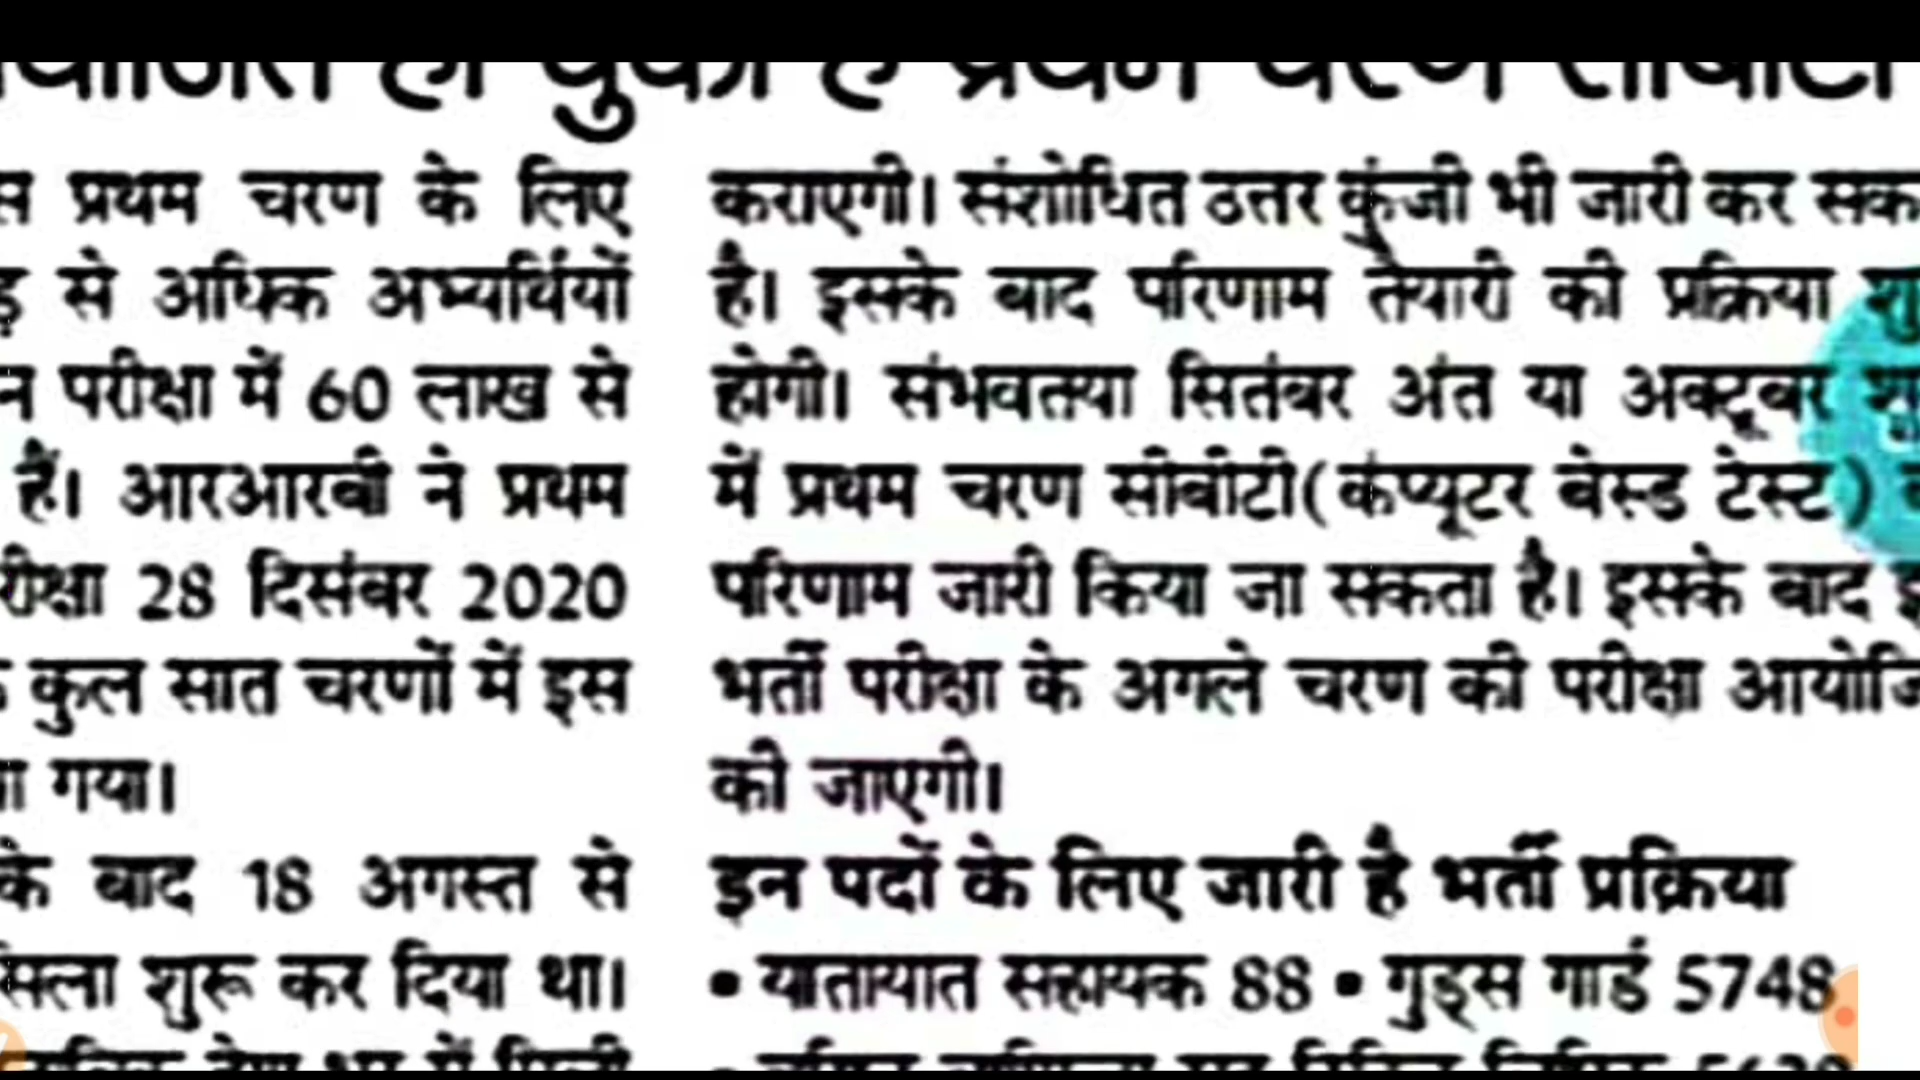 हो चुकी है प्रथम चरण सीबीटी
प्रथम चरण के लिए
से अधिक अभ्यर्थियों
परीक्षा में 60 लाख से
हैं। आरआरबी ने प्रथम
28 दिसंबर 2020
कुल सात चरणों में इस
गया।
के बाद 18 अगस्त से
शुरू कर दिया था।
कराएगी। संशोधित उत्तर कुंजी भी जारी कर
है। इसके बाद परिणाम तैयारी की प्रक्रिया
होगी। संभवतया सितंबर अंत या अक्टूबर
में प्रथम चरण सीबीटी(कंप्यूटर बेस्ड टेस्ट)
परिणाम जारी किया जा सकता है। इसके बाद
भर्ती परीक्षा के अगले चरण की परीक्षा
की जाएगी।
इन पदों के लिए जारी है भर्ती प्रक्रिया
• यातायात सहायक 88 • गुड्स गार्ड 5748